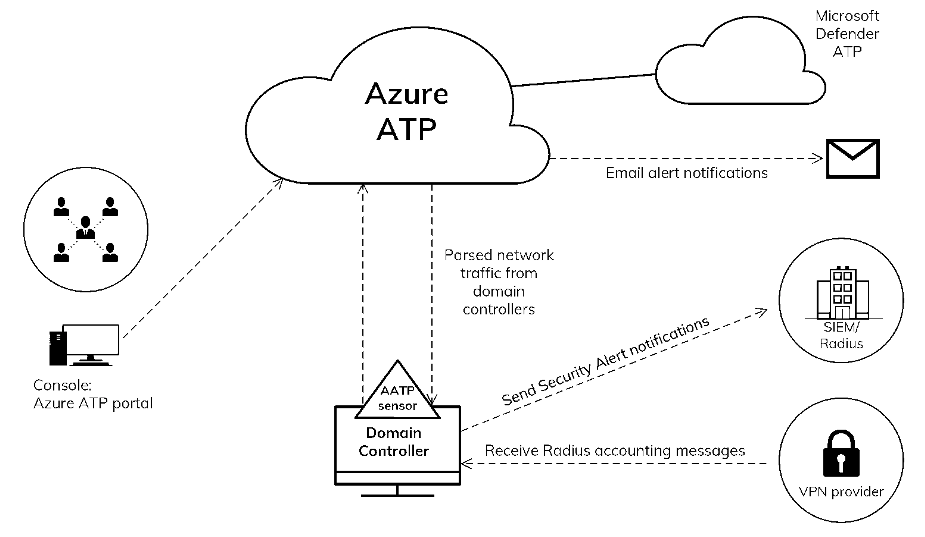 Microsoft
Defender
ATP
Azure
ATP
Email alert notifications
Parsed network
traffic from
domain
controllers
Send Security Alert notifications
SIEM/
Radius
Console:
Azure ATP portal
AATP
sensor
Domain
Controller
Receive Radius accounting messages
VPN provider